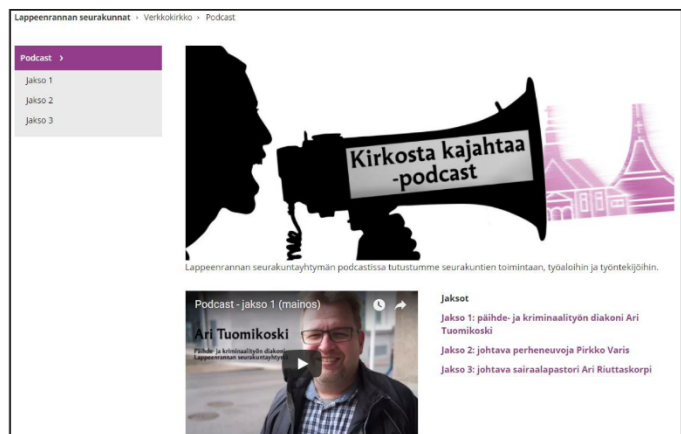 Lappeenrannan seurakunnat › Verkkokirkko › Podcast
Podcast ›
Jakso 1
Jakso 2
Jakso 3
Kirkosta kajahtaa
-podcast
Lappeenrannan seurakuntayhtymän podcastissa tutustumme seurakuntien toimintaan, työaloihin ja työntekijöihin.
Podcast - jakso 1 (mainos)
Ari Tuomikoski
Päihde- ja kriminaalityön diakoni
Lappeenrannan seurakuntayhtymä
Jaksot
Jakso 1: päihde- ja kriminaalityön diakoni Ari
Tuomikoski
Jakso 2: johtava perheneuvoja Pirkko Varis
Jakso 3: johtava sairaalapastori Ari Riuttaskorpi